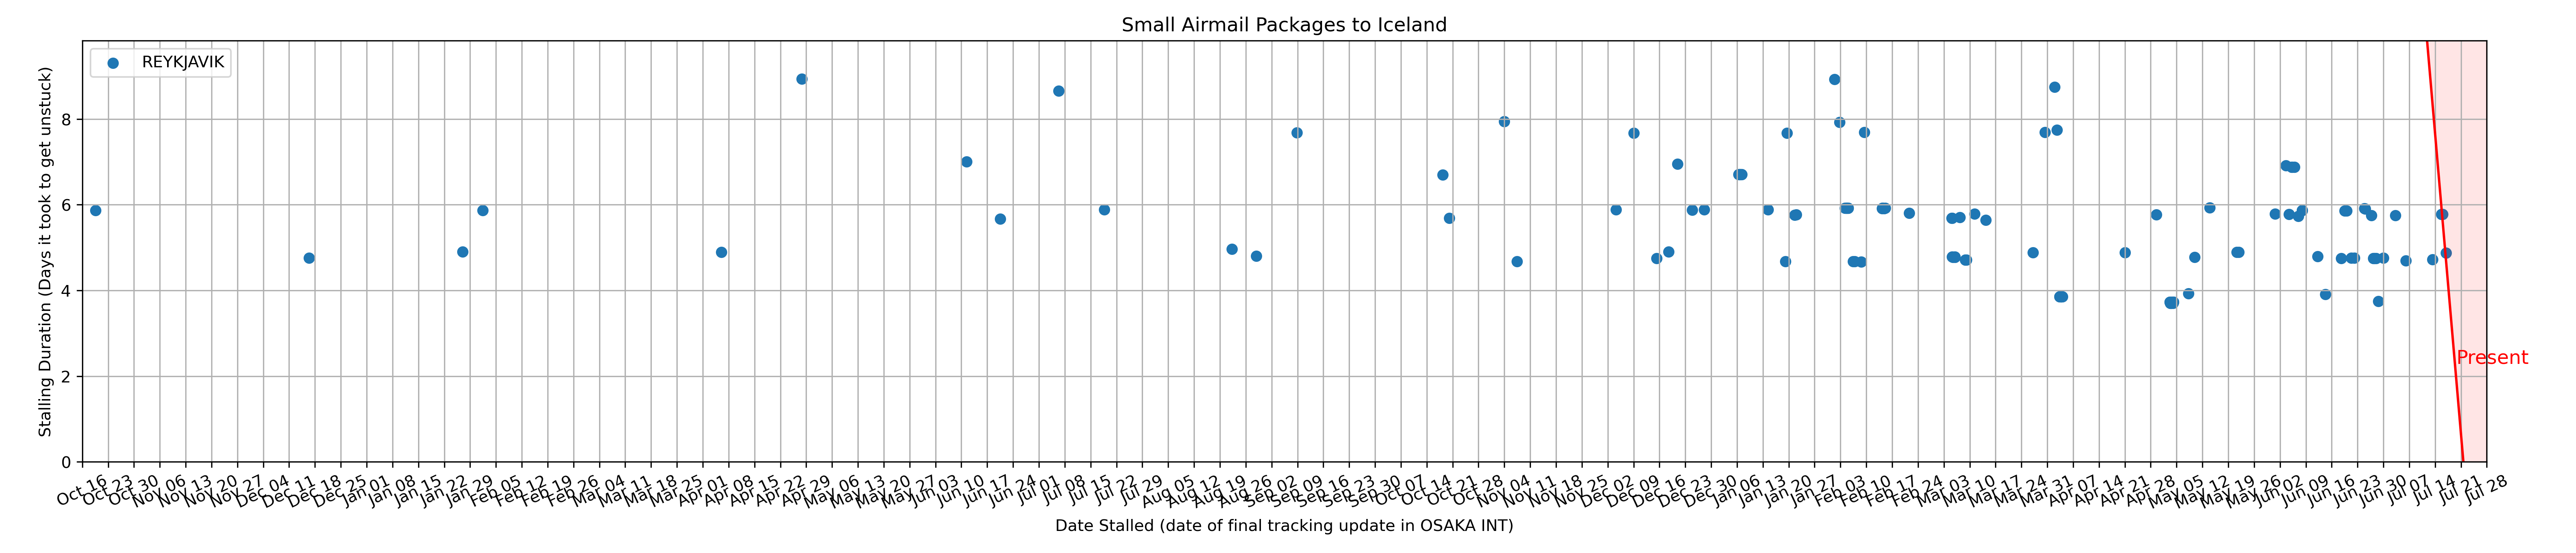 Small Airmail Packages to Iceland
REYKJAVIK
Stalling Duration (Days it took to get unstuck)
8
6
4
2
0
Present
Oct 16 Oct 23 Oct 30 Nov 06 Nov 13 Nov 20 Nov 27 Dec 04 Dec 11 Dec 18 Dec 25 Jan 01 Jan 08 Jan 15 Jan 22 Jan 29 Feb 05 Feb 12 Feb 19 Feb 26 Mar 04 Mar 11 Mar 18 Mar 25 Apr 01 Apr 08 Apr 15 Apr 22 Apr 29 May 06 May 13 May 20 May 27 Jun 03 Jun 10 Jun 17 Jun 24 Jul 01 Jul 08 Jul 15 Jul 22 Jul 29 Aug 05 Aug 12 Aug 19 Aug 26 Sep 02 Sep 09 Sep 16 Sep 23 Sep 30 Oct 07 Oct 14 Oct 21 Oct 28 Nov 04 Nov 11 Nov 18 Nov 25 Dec 02 Dec 09 Dec 16 Dec 23 Dec 30 Jan 06 Jan 13 Jan 20 Jan 27 Feb 03 Feb 10 Feb 17 Feb 24 Mar 03 Mar 10 Mar 17 Mar 24 Mar 31 Apr 07 Apr 14 Apr 21 Apr 28 May 05 May 12 May 19 May 26 Jun 02 Jun 09 Jun 16 Jun 23 Jun 30 Jul 07 Jul 14 Jul 21 Jul 28
Date Stalled (date of final tracking update in OSAKA INT)